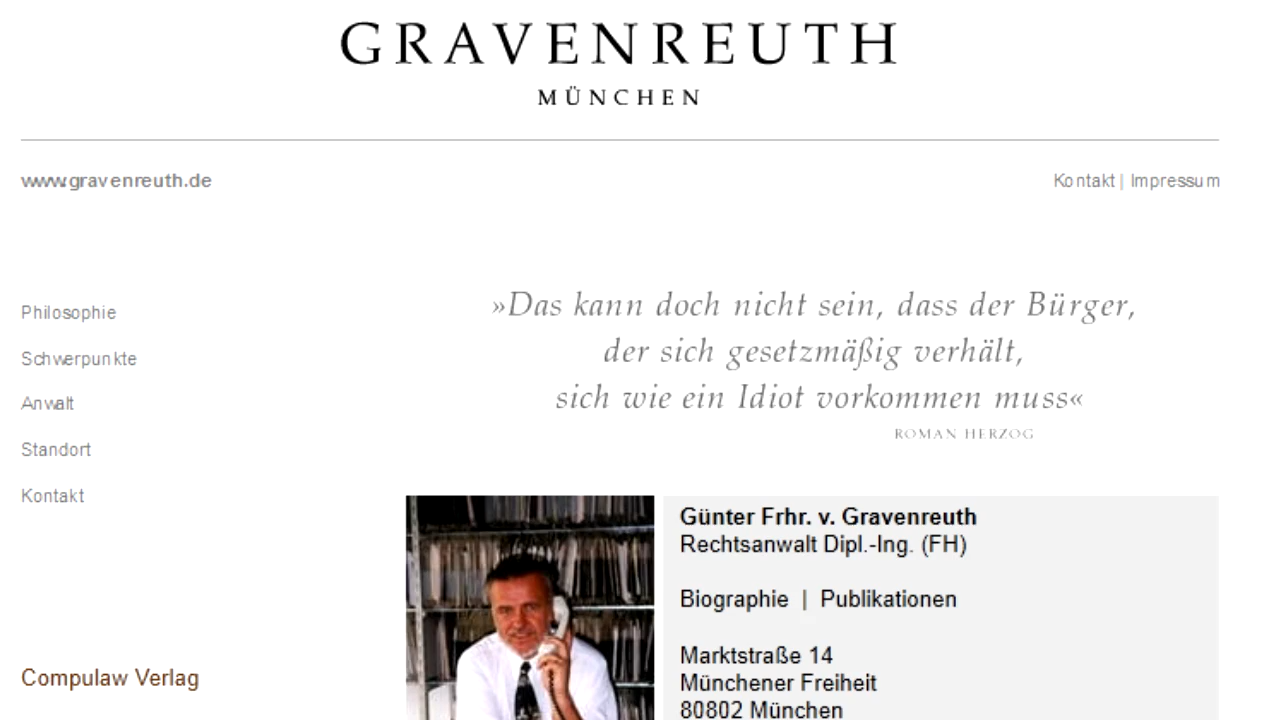 GRAVENREUTH
MÜNCHEN
www.gravenreuth.de
Kontakt | Impressum
»Das kann doch nicht sein, dass der Bürger,
der sich gesetzmäßig verhält,
sich wie ein Idiot vorkommen muss«
ROMAN HERZOG
Philosophie
Schwerpunkte
Anwalt
Standort
Kontakt
Compulaw Verlag
Günter Frhr. v. Gravenreuth
Rechtsanwalt Dipl.-Ing. (FH)
Biographie | Publikationen
Marktstraße 14
Münchener Freiheit
80802 München